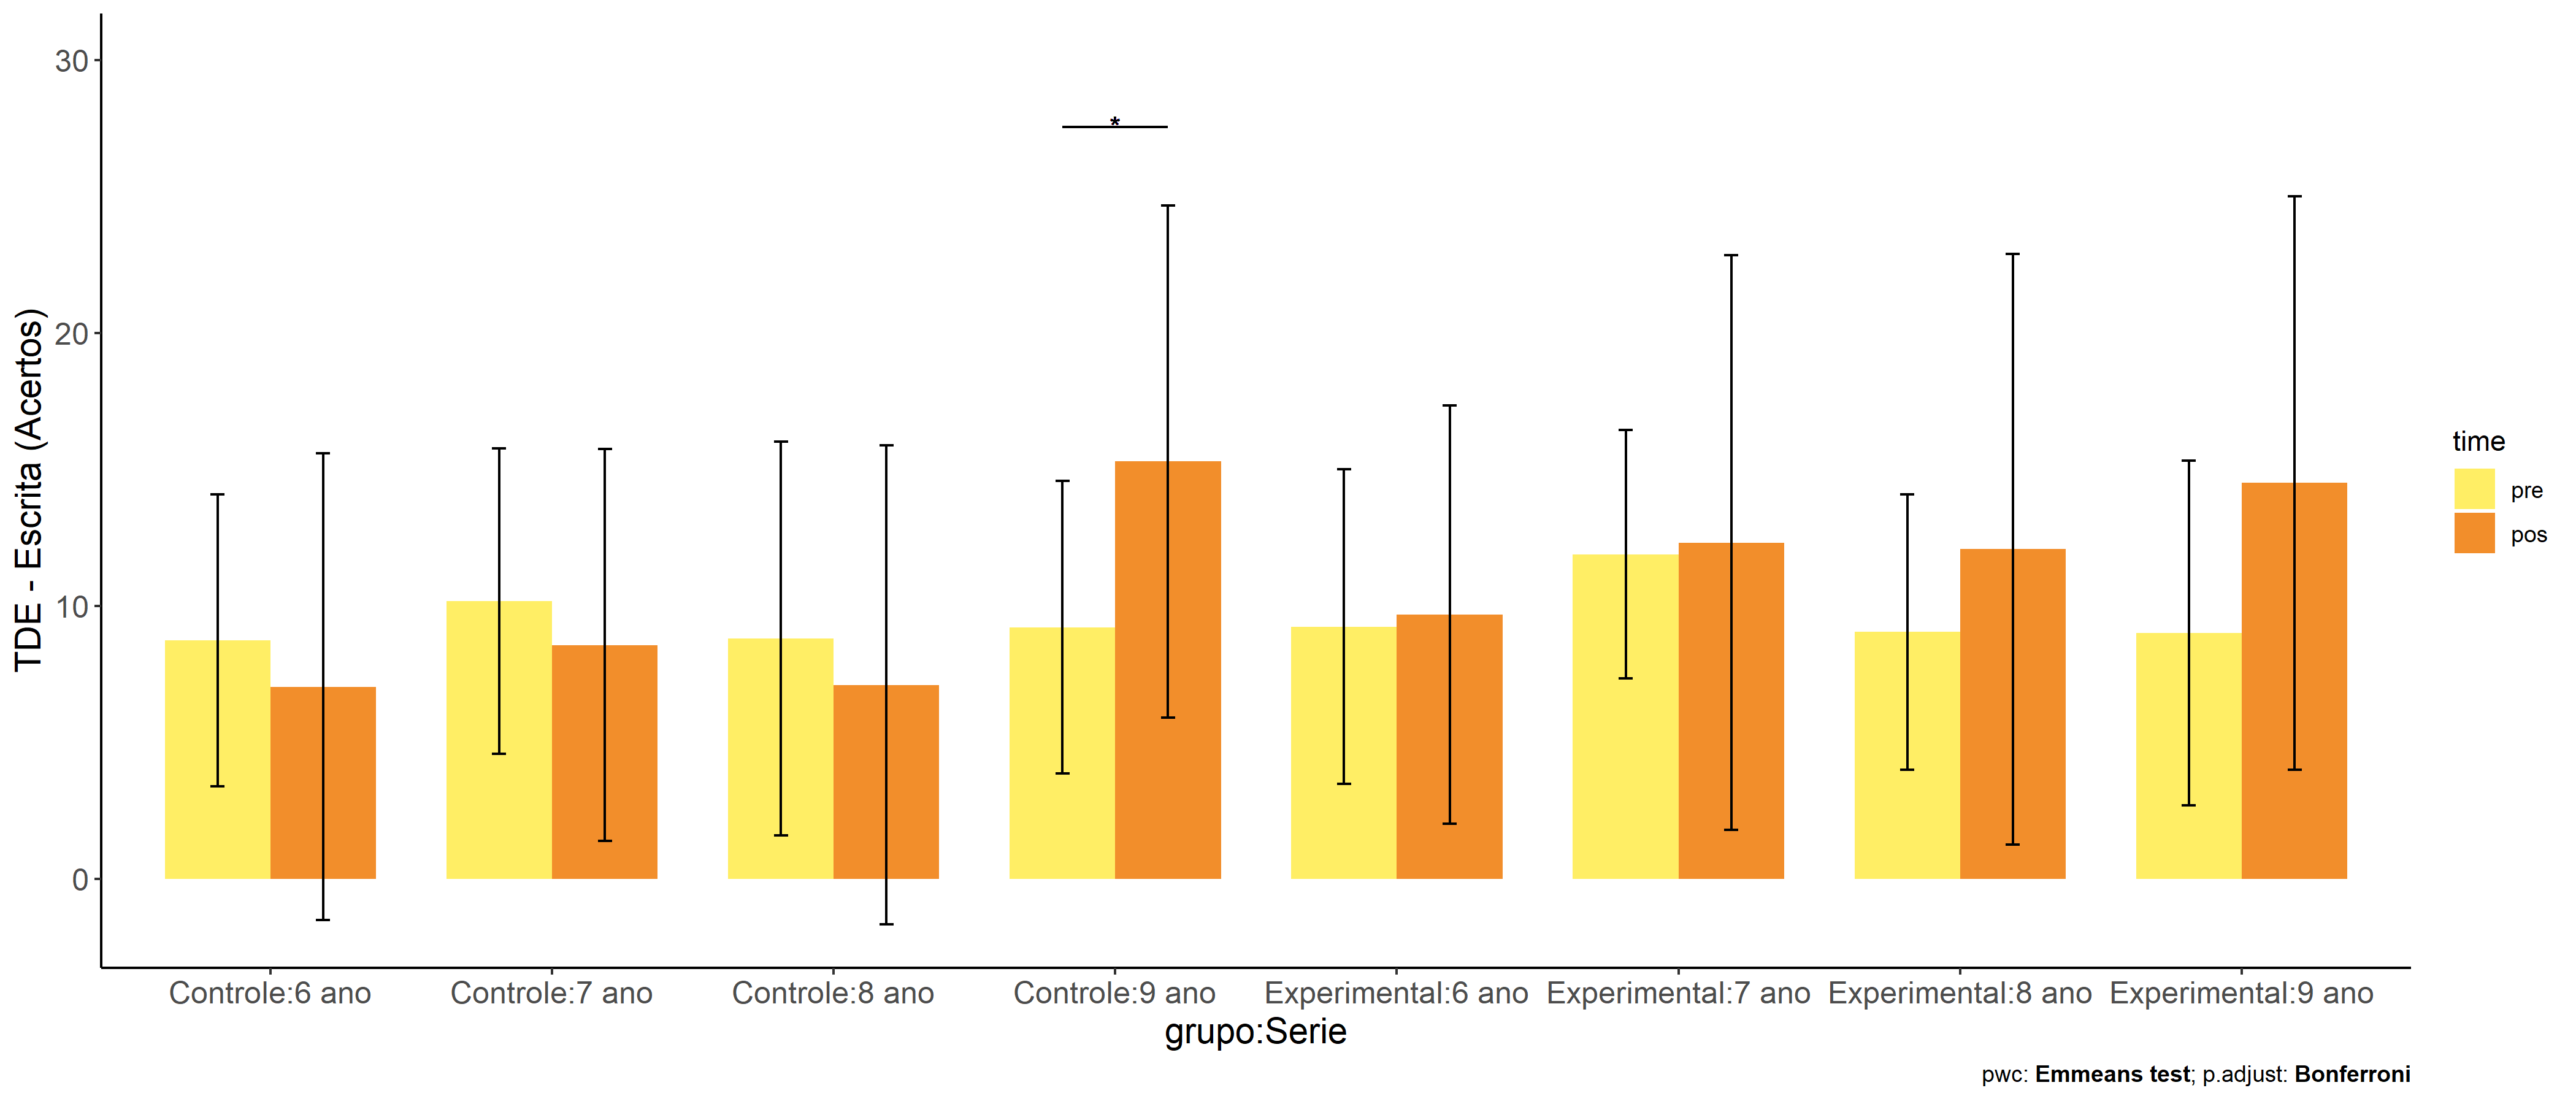 TDE - Escrita (Acertos)
30
20
10
0
*
Controle:6 ano
Controle:7 ano
Controle:8 ano
Controle:9 ano
Experimental:6 ano
Experimental:7 ano
Experimental:8 ano
Experimental:9 ano
grupo:Serie
time
pre
pos
pwc: Emmeans test; p.adjust: Bonferroni